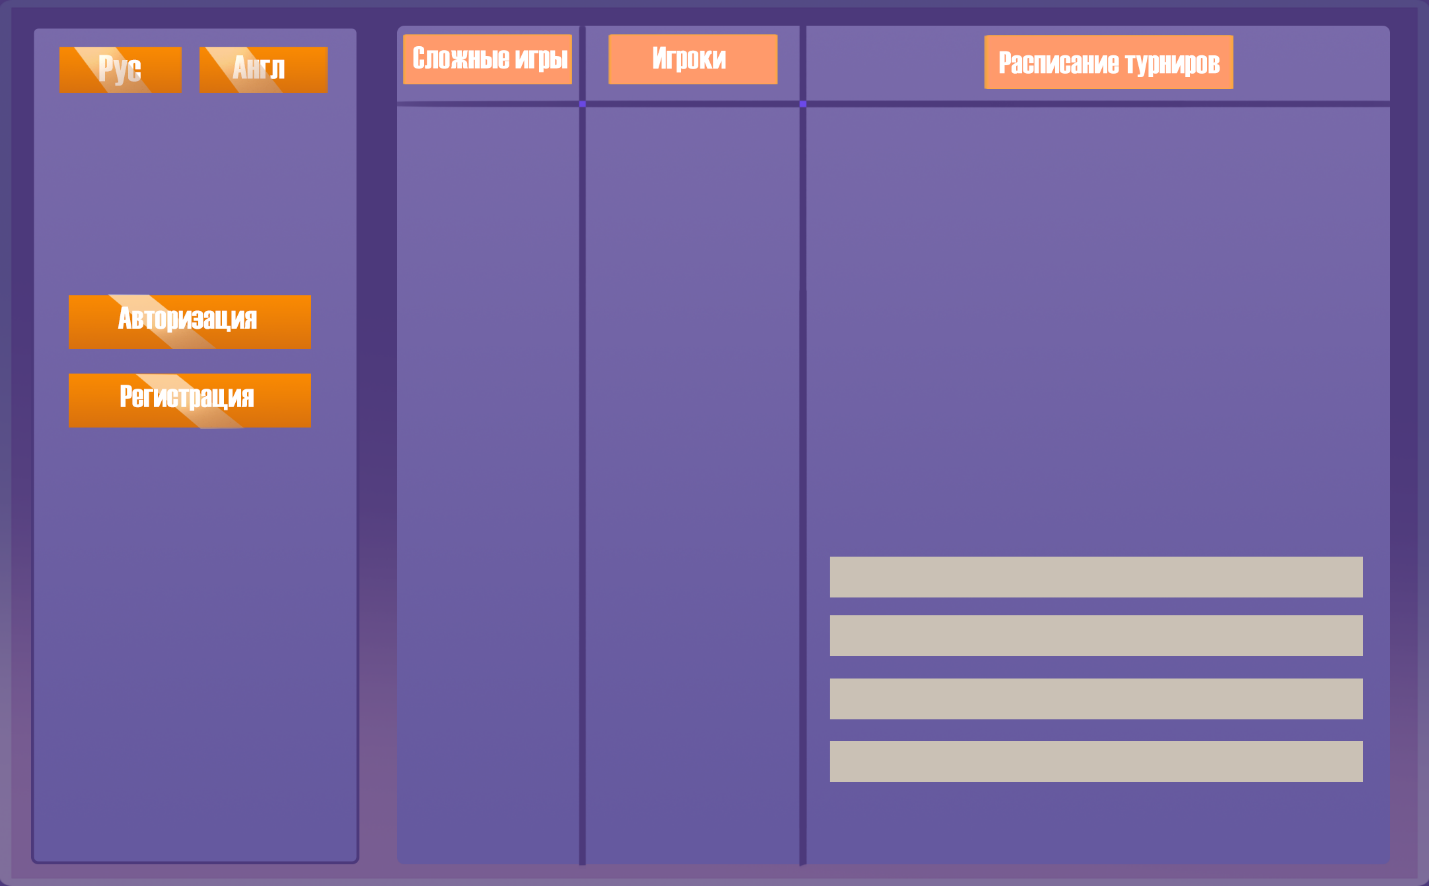 Рус
Англ
Сложные игры
Игроки
Расписание турниров
Авторизация
Регистрация